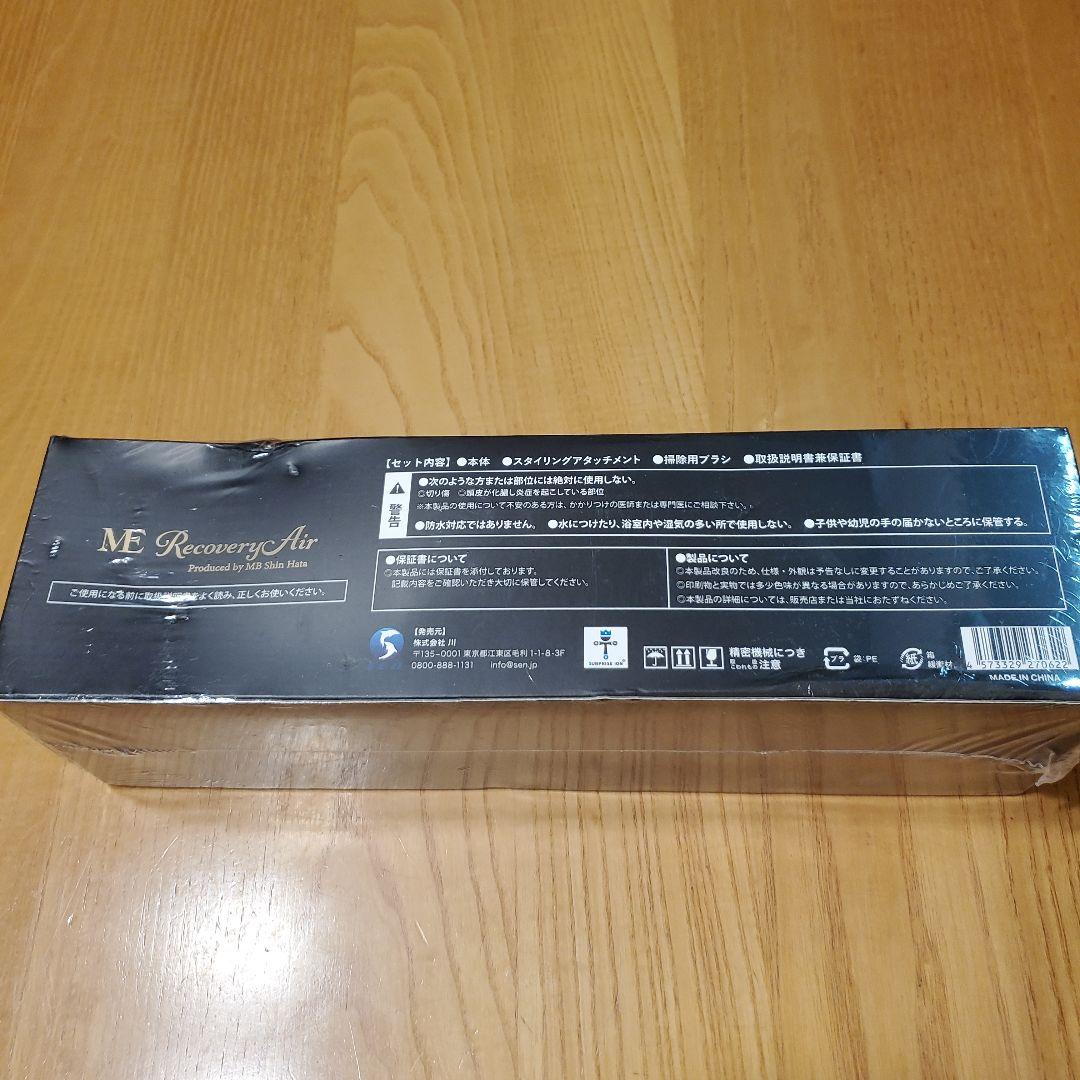 ME Recovery Air
Produced by MB Shin Hata
ご使用になる前に取扱説明書をよく読み、正しくお使いください。
【セット内容】 ●本体 ●スタイリングアタッチメント ●掃除用ブラシ ●取扱説明書兼保証書
警告
●次のような方または部位には絶対に使用しない。
○切り傷 ○頭皮が化膿し炎症を起こしている部位
※本製品の使用について不安のある方は、かかりつけの医師または専門医にご相談下さい。
●防水対応ではありません。 ●水につけたり、浴室内や湿気の多い所で使用しない。 ●子供や幼児の手の届かないところに保管する。
●保証書について
○本製品には保証書を添付しております。
記載内容をご確認いただき大切に保管してください。
●製品について
○本製品改良のため、仕様・外観は予告なしに変更することがありますので、ご了承ください。
○印刷物と実物では多少色味が異なる場合がありますので、あらかじめご了承ください。
○本製品の詳細については、販売店または当社におたずねください。
【発売元】
株式会社 川
〒135-0001 東京都江東区毛利 1-1-8-3F
0800-888-1131 info@sen.jp
SURPRISE ION
精密機械につき
取扱注意
こわれもの
プラ 袋:PE
紙 箱
緩衝材
4 573329 270622
MADE IN CHINA